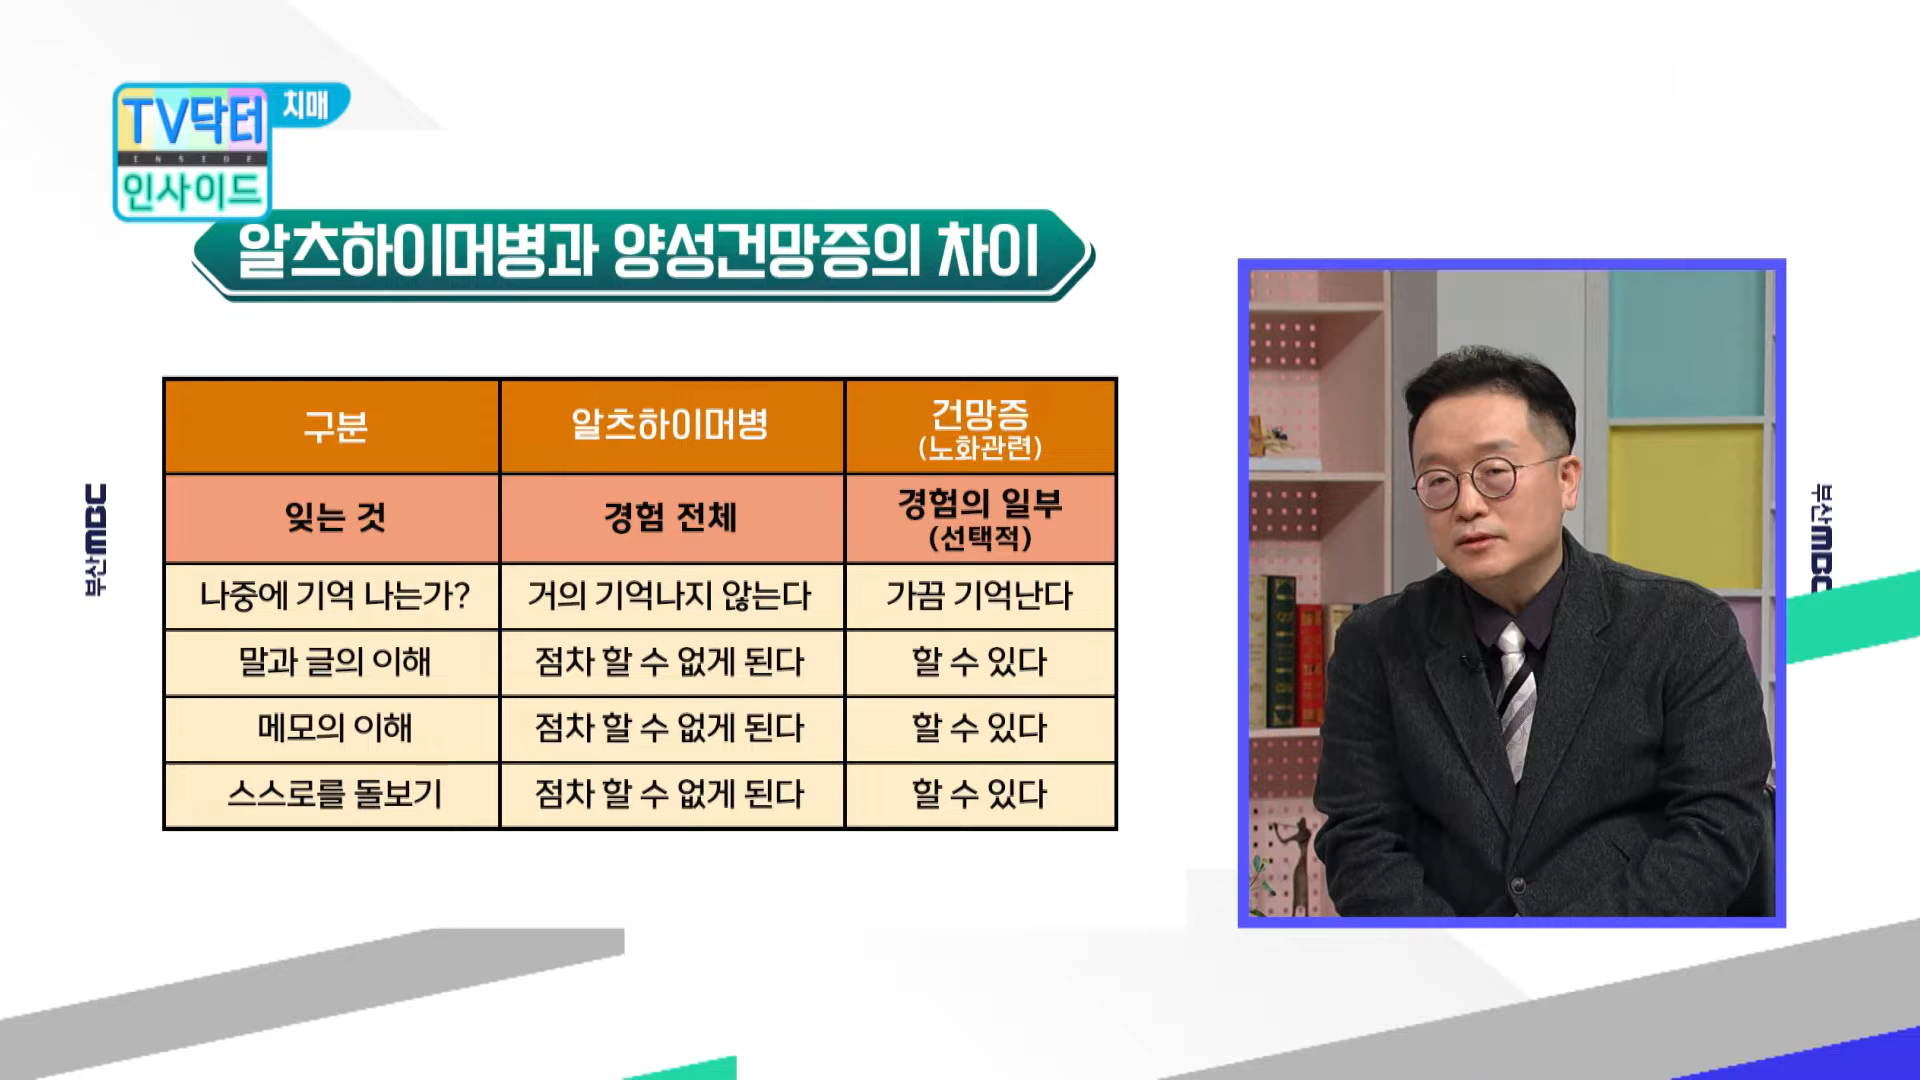 TV닥터
INSIDE
인사이드
치매
알츠하이머병과 양성건망증의 차이
구분
알츠하이머병
건망증
(노화관련)
잊는 것
경험 전체
경험의 일부
(선택적)
나중에 기억 나는가?
거의 기억나지 않는다
가끔 기억난다
말과 글의 이해
점차 할 수 없게 된다
할 수 있다
메모의 이해
점차 할 수 없게 된다
할 수 있다
스스로를 돌보기
점차 할 수 없게 된다
할 수 있다
부산MBC
부산MBC